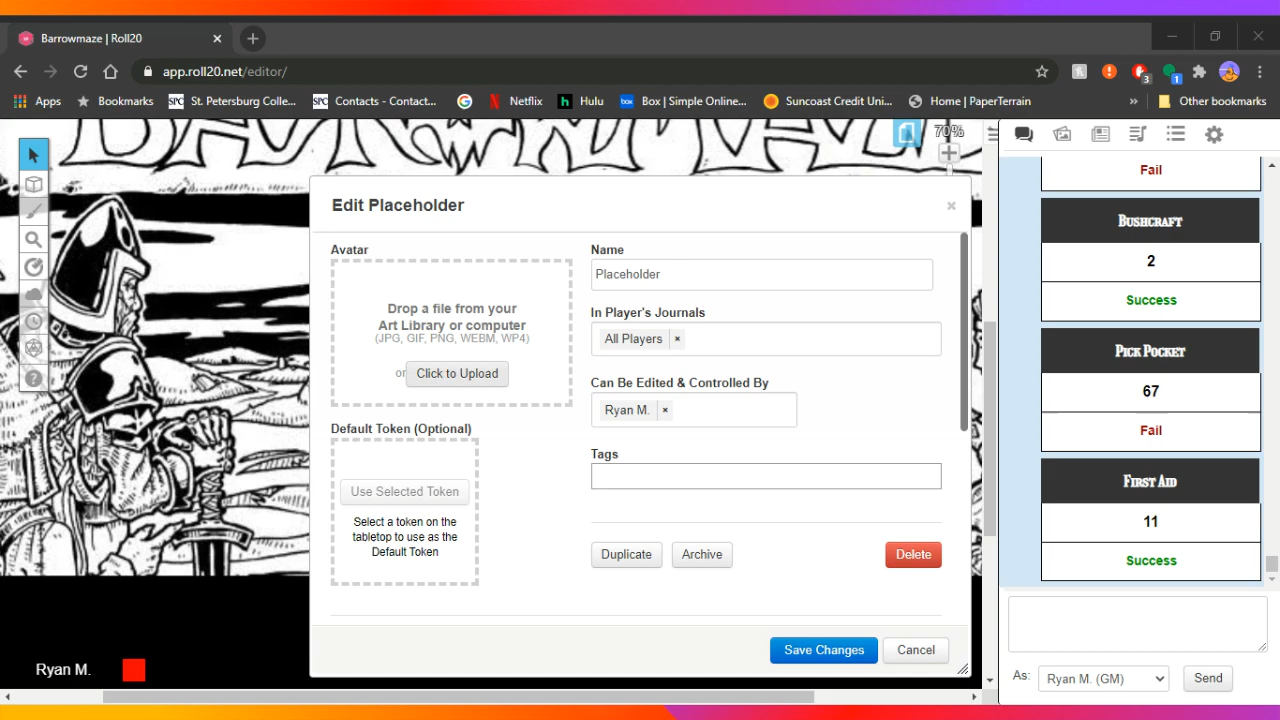 Barrowmaze | Roll20
app.roll20.net/editor/
3
1
Apps
Bookmarks
St. Petersburg Colle...
Contacts - Contact...
Netflix
Hulu
Box | Simple Onlin...
Suncoast Credit Uni...
Home | PaperTerrain
»
Other bookmarks
70%
Edit Placeholder
Avatar
Drop a file from your
Art Library or computer
(JPG, GIF, PNG, WEBM, WP4)
or Click to Upload
Default Token (Optional)
Use Selected Token
Select a token on the
tabletop to use as the
Default Token
Name
Placeholder
In Player's Journals
All Players ×
Can Be Edited & Controlled By
Ryan M. ×
Tags
Duplicate
Archive
Delete
Save Changes
Cancel
Ryan M.
Fail
Bushcraft
2
Success
Pick Pocket
67
Fail
First Aid
11
Success
As:
Ryan M. (GM)
Send